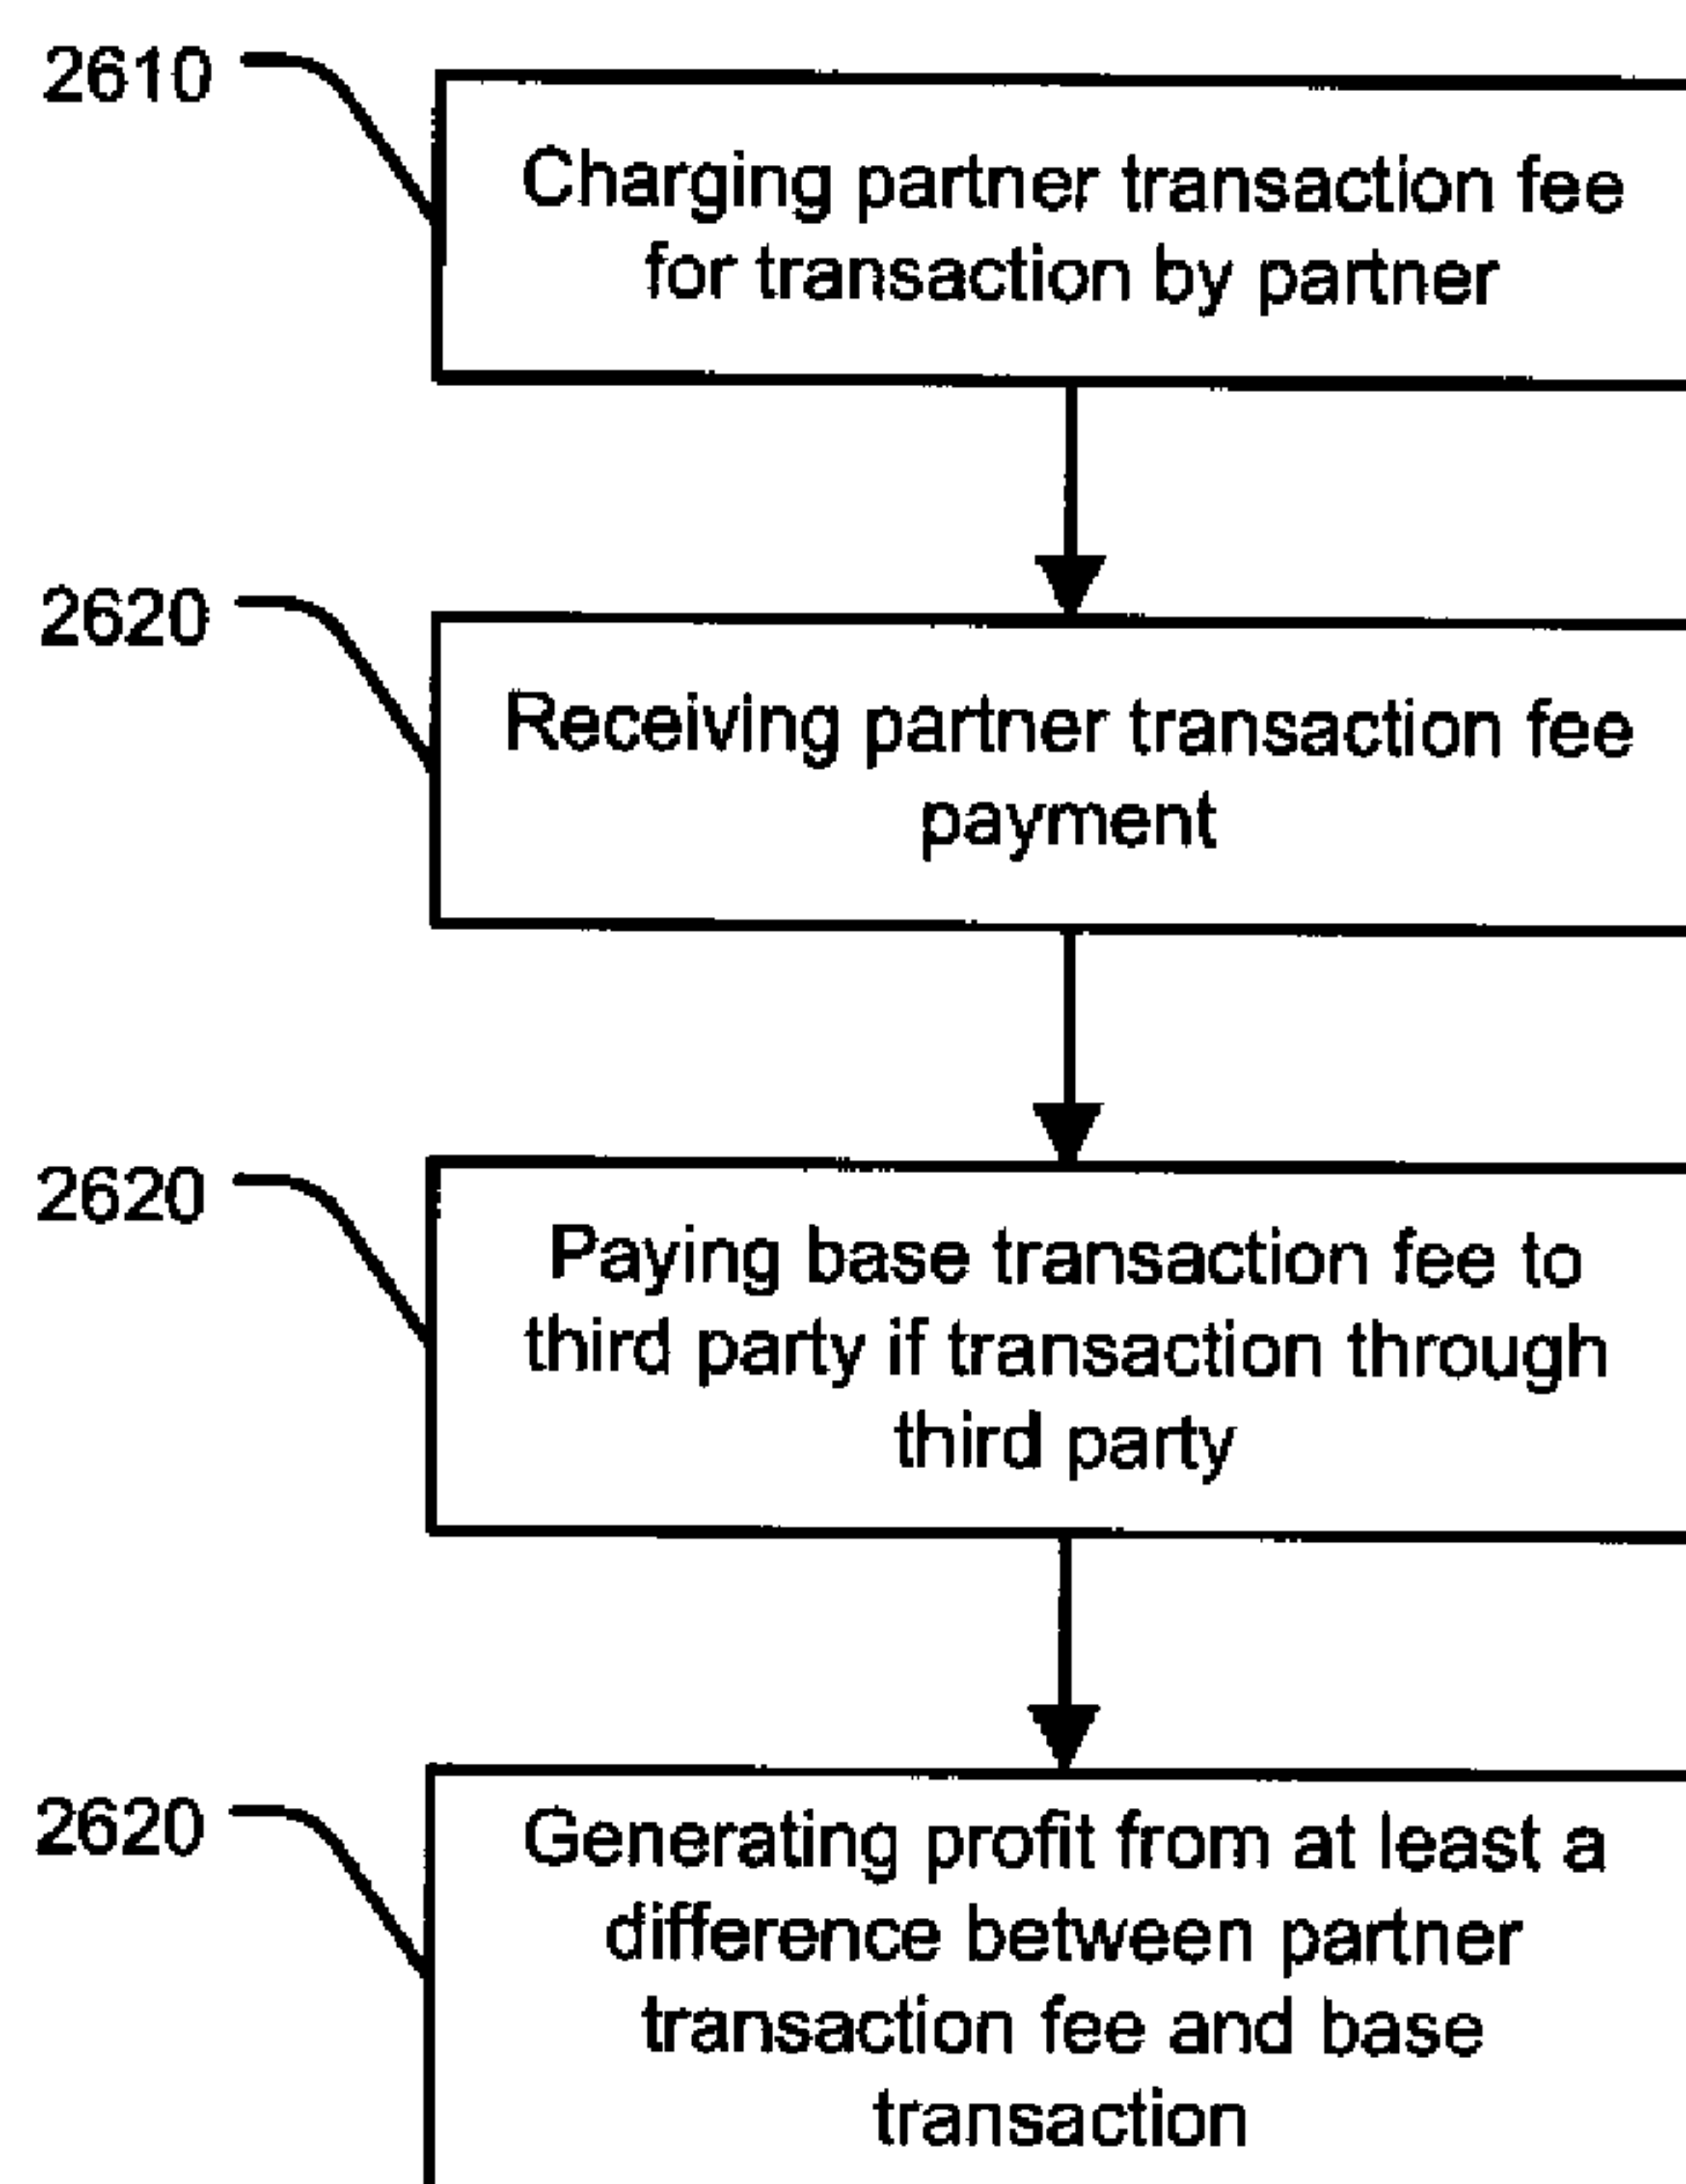 2610
Charging partner transaction fee
for transaction by partner
2620
Receiving partner transaction fee
payment
2620
Paying base transaction fee to
third party if transaction through
third party
2620
Generating profit from at least a
difference between partner
transaction fee and base
transaction